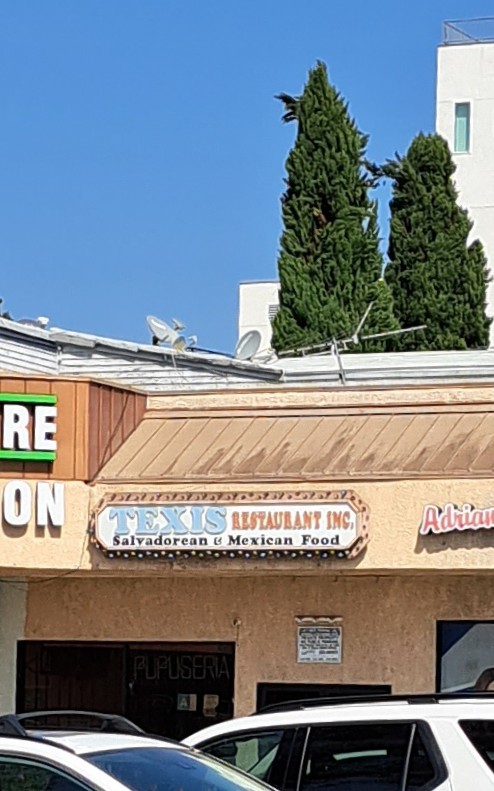 RE
ON
TEXIS RESTAURANT INC.
Salvadorean & Mexican Food
Adrian
PUPUSERIA
A